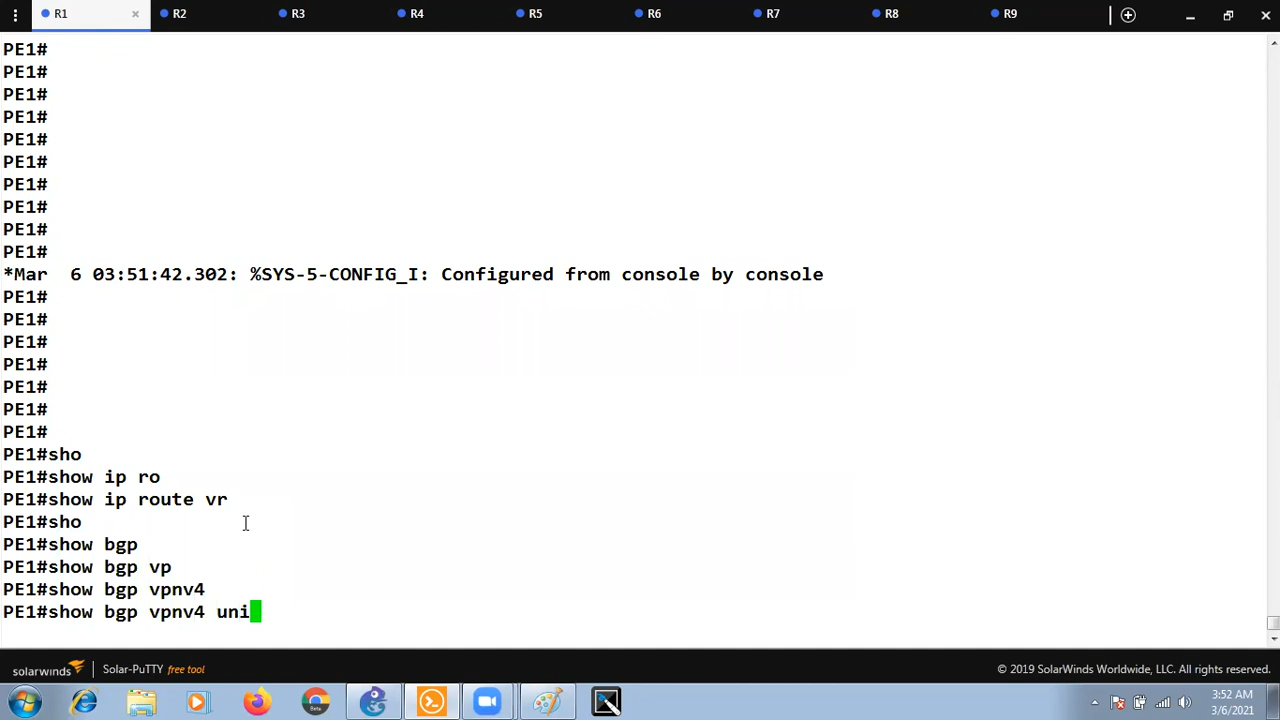 R1 × R2 R3 R4 R5 R6 R7 R8 R9
PE1#
PE1#
PE1#
PE1#
PE1#
PE1#
PE1#
PE1#
PE1#
PE1#
*Mar  6 03:51:42.302: %SYS-5-CONFIG_I: Configured from console by console
PE1#
PE1#
PE1#
PE1#
PE1#
PE1#
PE1#
PE1#sho
PE1#show ip ro
PE1#show ip route vr
PE1#sho
PE1#show bgp
PE1#show bgp vp
PE1#show bgp vpnv4
PE1#show bgp vpnv4 uni
solarwinds | Solar-PuTTY free tool © 2019 SolarWinds Worldwide, LLC. All rights reserved.
Beta
3:52 AM
3/6/2021